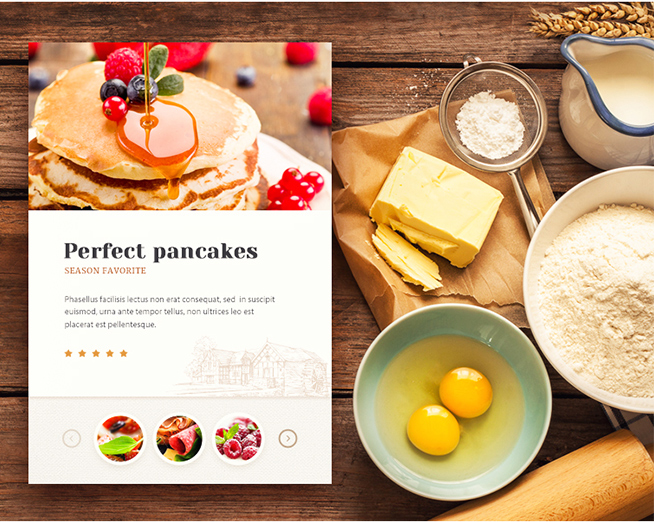 Perfect pancakes
SEASON FAVORITE
Phasellus facilisis lectus non erat consequat, sed in suscipit
euismod, urna ante tempor tellus, non ultrices leo est
placerat est pellentesque.